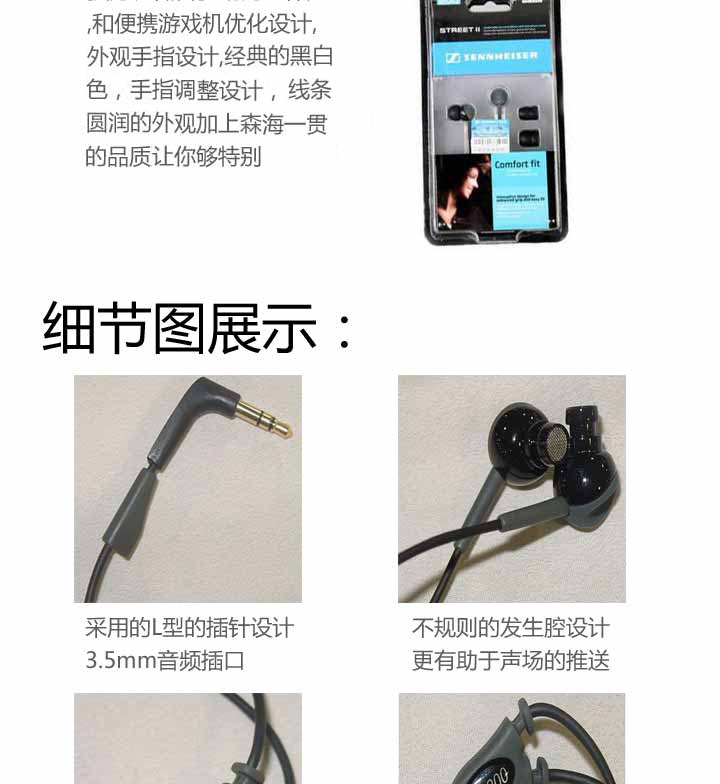 ,和便携游戏机优化设计,
外观手指设计,经典的黑白
色，手指调整设计，线条
圆润的外观加上森海一贯
的品质让你够特别
STREET II
SENNHEISER
Comfort fit
细节图展示：
采用的L型的插针设计
3.5mm音频插口
不规则的发生腔设计
更有助于声场的推送